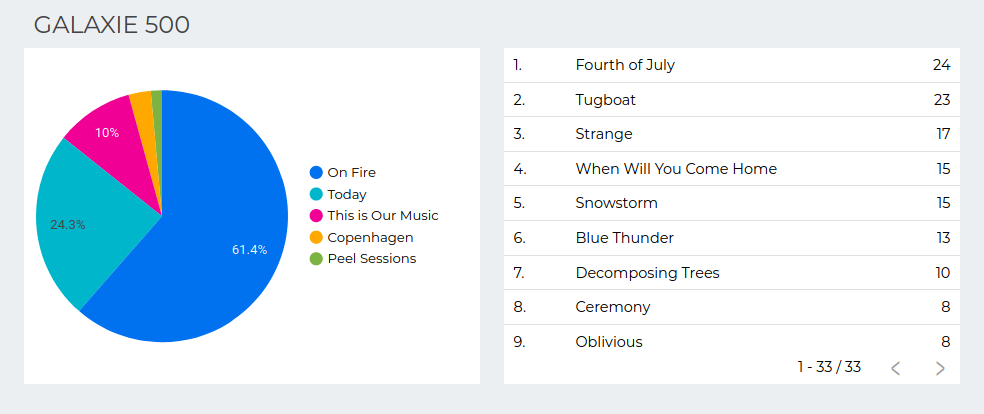 GALAXIE 500
10%
24.3%
61.4%
On Fire
Today
This is Our Music
Copenhagen
Peel Sessions
1. Fourth of July 24
2. Tugboat 23
3. Strange 17
4. When Will You Come Home 15
5. Snowstorm 15
6. Blue Thunder 13
7. Decomposing Trees 10
8. Ceremony 8
9. Oblivious 8
1 - 33 / 33